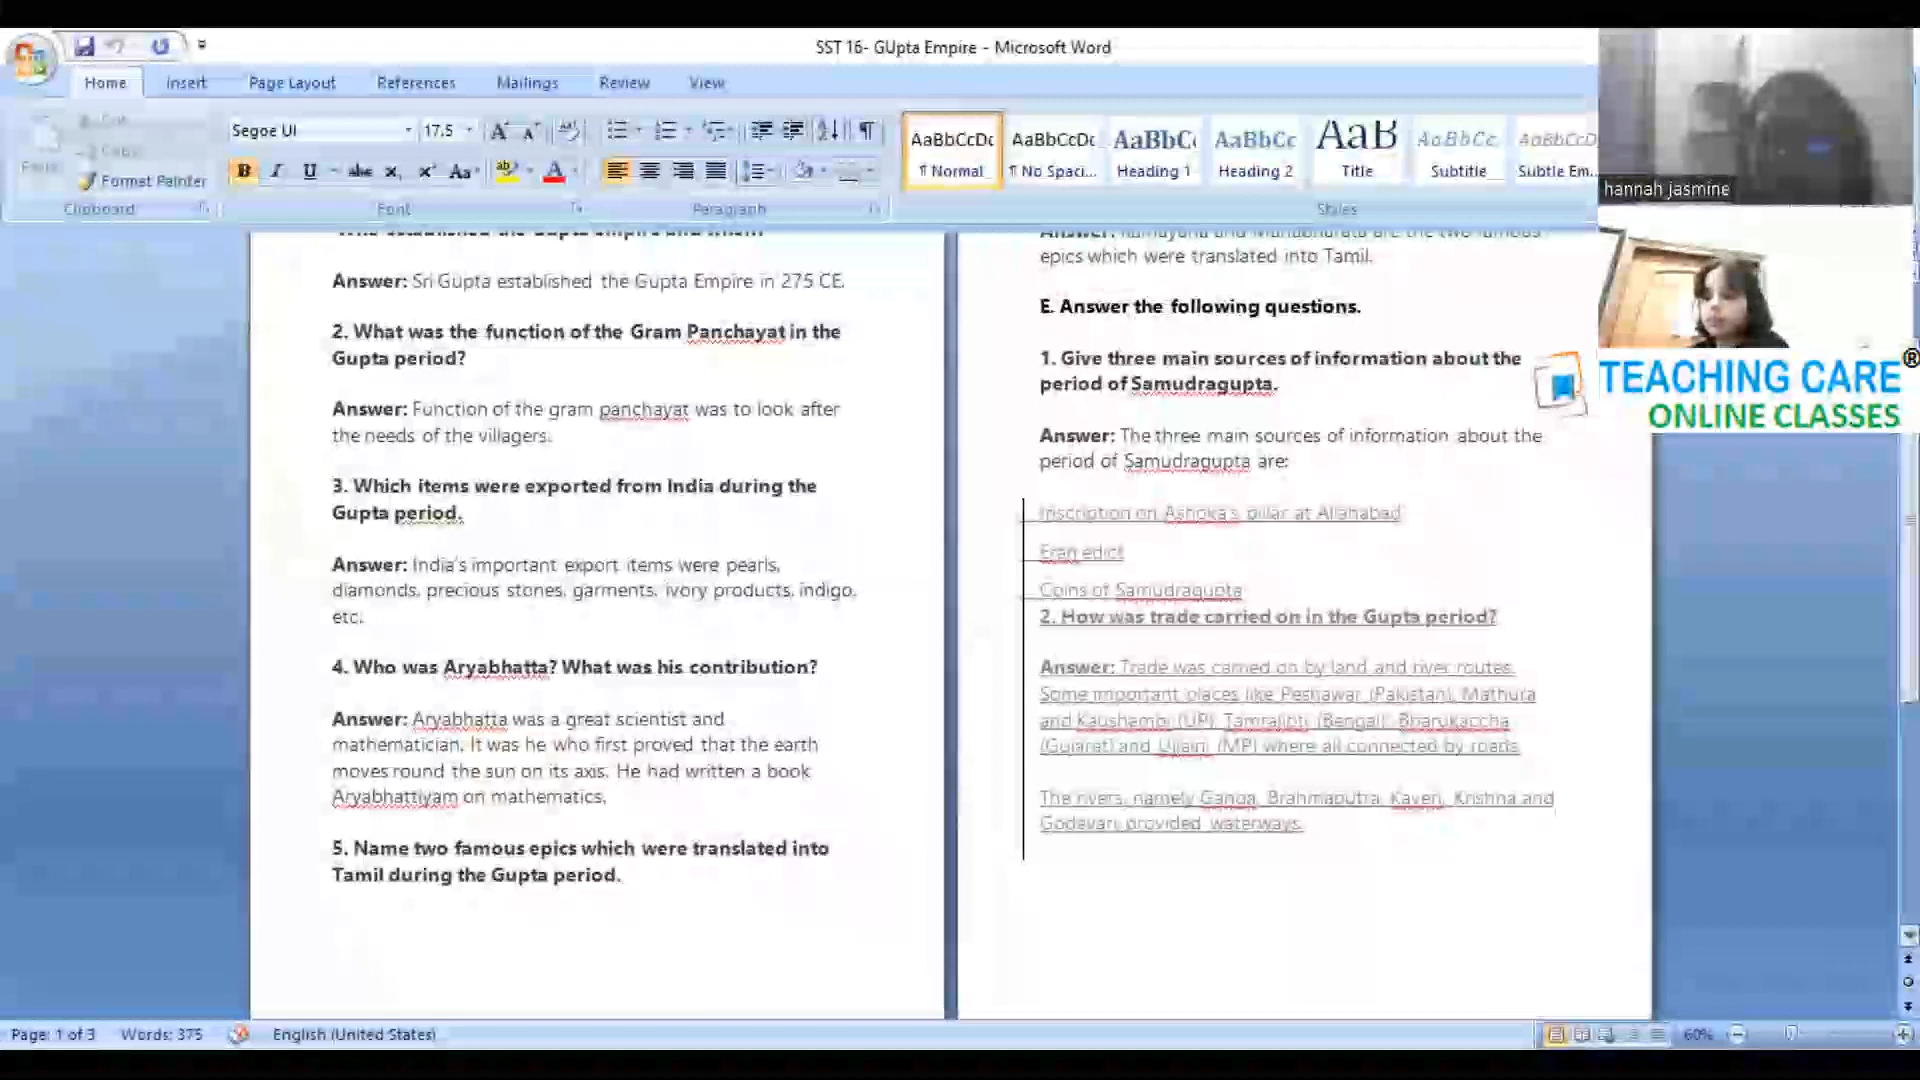 SST 16- GUpta Empire - Microsoft Word
Home Insert Page Layout References Mailings Review View
Segoe UI 17.5
Format Painter
Clipboard Font Paragraph Styles
AaBbCcDc AaBbCcDc AaBbC AaBbCc AaB AaBbCc. AaBbCcD
¶ Normal ¶ No Spaci... Heading 1 Heading 2 Title Subtitle Subtle Em...
hannah jasmine
TEACHING CARE®
ONLINE CLASSES
Answer: Sri Gupta established the Gupta Empire in 275 CE.
2. What was the function of the Gram Panchayat in the
Gupta period?
Answer: Function of the gram panchayat was to look after
the needs of the villagers.
3. Which items were exported from India during the
Gupta period.
Answer: India's important export items were pearls,
diamonds, precious stones, garments, ivory products, indigo,
etc.
4. Who was Aryabhatta? What was his contribution?
Answer: Aryabhatta was a great scientist and
mathematician. It was he who first proved that the earth
moves round the sun on its axis. He had written a book
Aryabhattiyam on mathematics.
5. Name two famous epics which were translated into
Tamil during the Gupta period.
epics which were translated into Tamil.
E. Answer the following questions.
1. Give three main sources of information about the
period of Samudragupta.
Answer: The three main sources of information about the
period of Samudragupta are:
Inscription on Ashoka's pillar at Allahabad
Eran edict
Coins of Samudragupta
2. How was trade carried on in the Gupta period?
Answer: Trade was carried on by land and river routes.
Some important places like Peshawar (Pakistan), Mathura
and Kaushambi (UP), Tamralipti (Bengal), Bharukaccha
(Gujarat) and Ujjaini (MP) where all connected by roads.
The rivers, namely Ganga, Brahmaputra, Kaveri, Krishna and
Godavari provided waterways.
Page: 1 of 3 Words: 375 English (United States) 60%